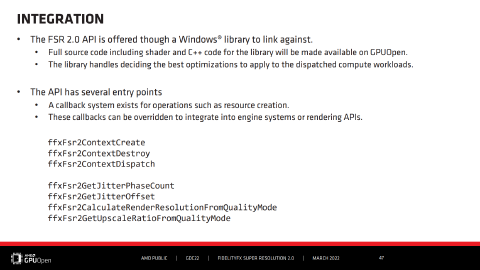 INTEGRATION
• The FSR 2.0 API is offered though a Windows® library to link against.
• Full source code including shader and C++ code for the library will be made available on GPUOpen.
• The library handles deciding the best optimizations to apply to the dispatched compute workloads.
• The API has several entry points
• A callback system exists for operations such as resource creation.
• These callbacks can be overridden to integrate into engine systems or rendering APIs.
ffxFsr2ContextCreate
ffxFsr2ContextDestroy
ffxFsr2ContextDispatch
ffxFsr2GetJitterPhaseCount
ffxFsr2GetJitterOffset
ffxFsr2CalculateRenderResolutionFromQualityMode
ffxFsr2GetUpscaleRatioFromQualityMode
AMD
GPUOpen
AMD PUBLIC | GDC22 | FIDELITYFX SUPER RESOLUTION 2.0 | MARCH 2022 47